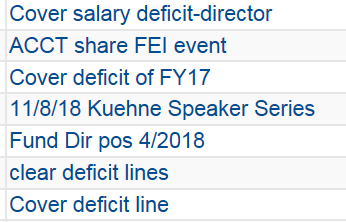 Cover salary deficit-director
ACCT share FEI event
Cover deficit of FY17
11/8/18 Kuehne Speaker Series
Fund Dir pos 4/2018
clear deficit lines
Cover deficit line